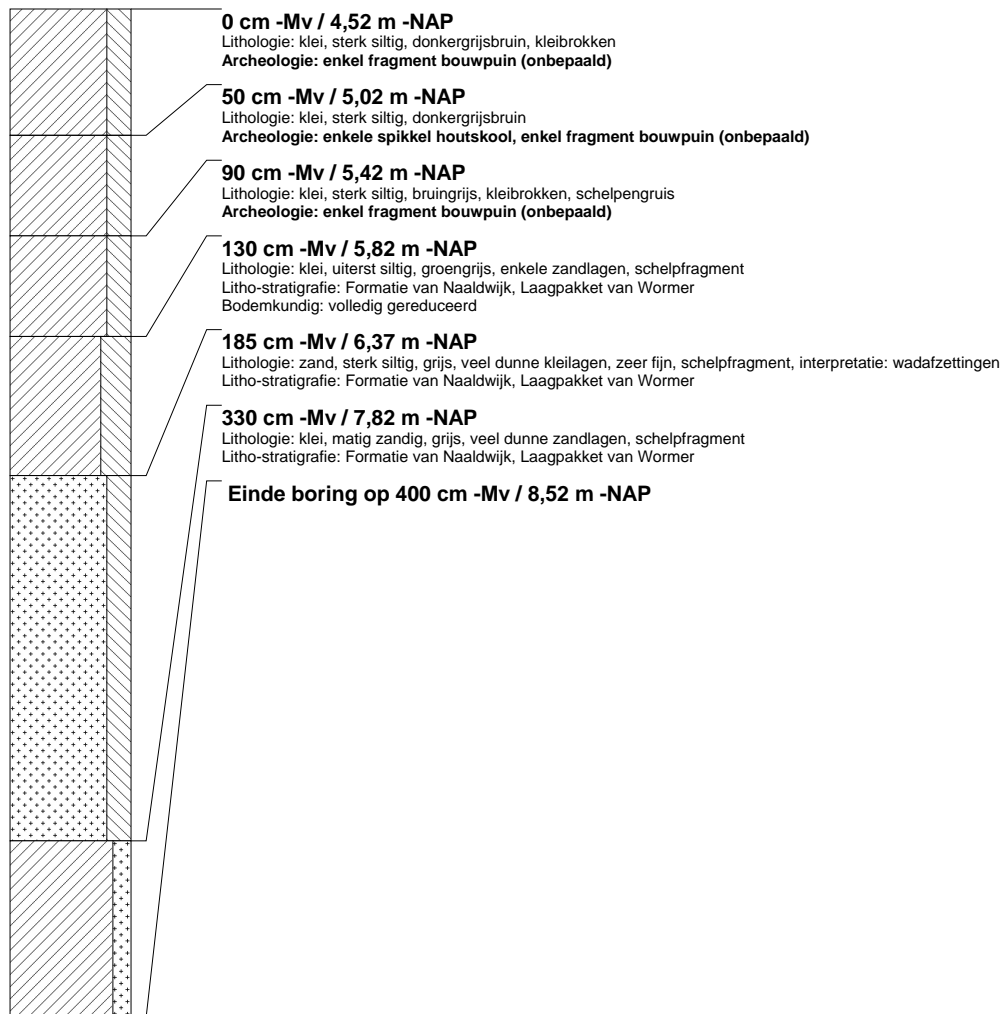 0 cm -Mv / 4,52 m -NAP
Lithologie: klei, sterk siltig, donkergrijsbruin, kleibrokken
Archeologie: enkel fragment bouwpuin (onbepaald)
50 cm -Mv / 5,02 m -NAP
Lithologie: klei, sterk siltig, donkergrijsbruin
Archeologie: enkele spikkel houtskool, enkel fragment bouwpuin (onbepaald)
90 cm -Mv / 5,42 m -NAP
Lithologie: klei, sterk siltig, bruingrijs, kleibrokken, schelpengruis
Archeologie: enkel fragment bouwpuin (onbepaald)
130 cm -Mv / 5,82 m -NAP
Lithologie: klei, uiterst siltig, groengrijs, enkele zandlagen, schelpfragment
Litho-stratigrafie: Formatie van Naaldwijk, Laagpakket van Wormer
Bodemkundig: volledig gereduceerd
185 cm -Mv / 6,37 m -NAP
Lithologie: zand, sterk siltig, grijs, veel dunne kleilagen, zeer fijn, schelpfragment, interpretatie: wadafzettingen
Litho-stratigrafie: Formatie van Naaldwijk, Laagpakket van Wormer
330 cm -Mv / 7,82 m -NAP
Lithologie: klei, matig zandig, grijs, veel dunne zandlagen, schelpfragment
Litho-stratigrafie: Formatie van Naaldwijk, Laagpakket van Wormer
Einde boring op 400 cm -Mv / 8,52 m -NAP